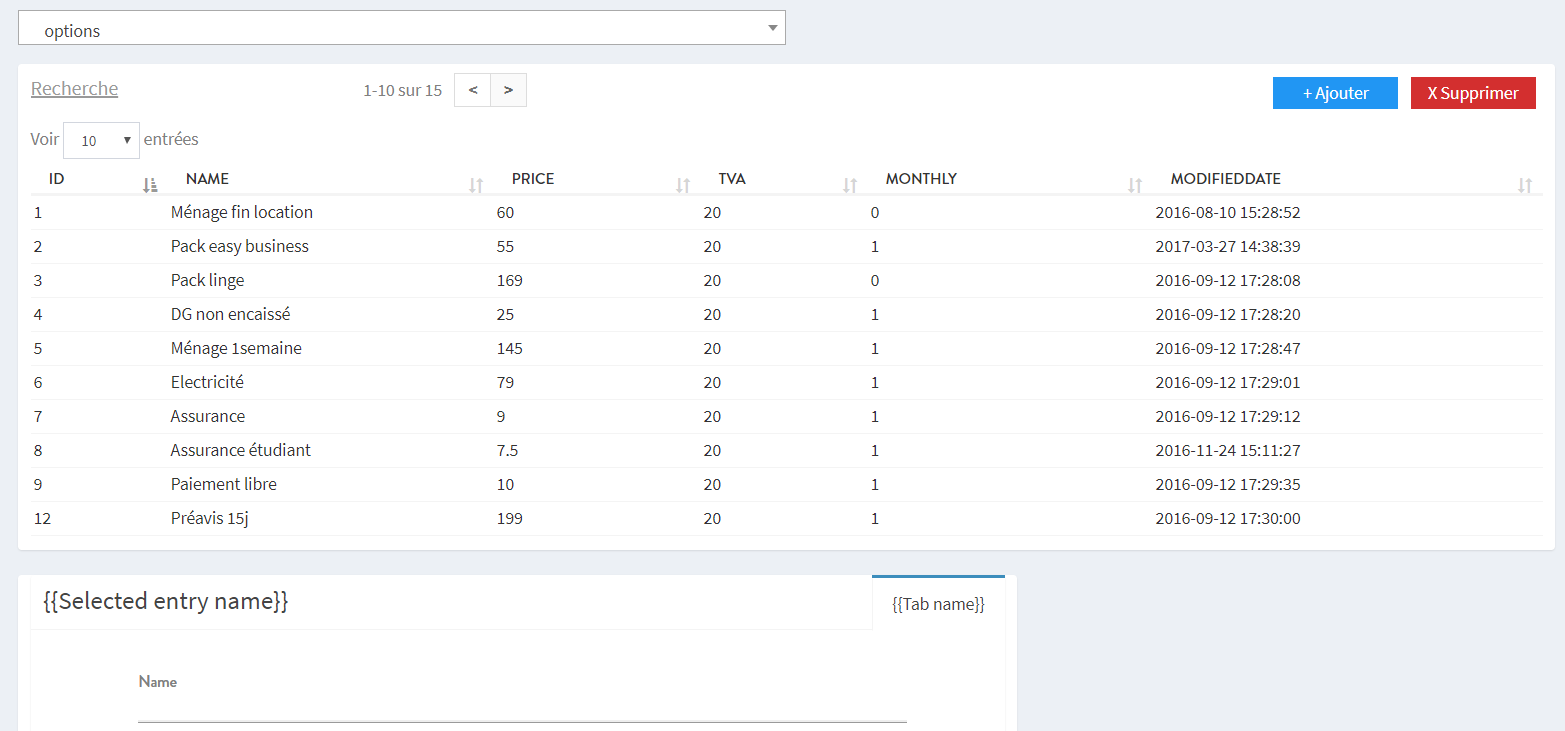 options
Recherche 1-10 sur 15 < > + Ajouter X Supprimer
Voir 10 entrées
ID NAME PRICE TVA MONTHLY MODIFIEDDATE
1 Ménage fin location 60 20 0 2016-08-10 15:28:52
2 Pack easy business 55 20 1 2017-03-27 14:38:39
3 Pack linge 169 20 0 2016-09-12 17:28:08
4 DG non encaissé 25 20 1 2016-09-12 17:28:20
5 Ménage 1semaine 145 20 1 2016-09-12 17:28:47
6 Electricité 79 20 1 2016-09-12 17:29:01
7 Assurance 9 20 1 2016-09-12 17:29:12
8 Assurance étudiant 7.5 20 1 2016-11-24 15:11:27
9 Paiement libre 10 20 1 2016-09-12 17:29:35
12 Préavis 15j 199 20 1 2016-09-12 17:30:00
{{Selected entry name}} {{Tab name}}
Name